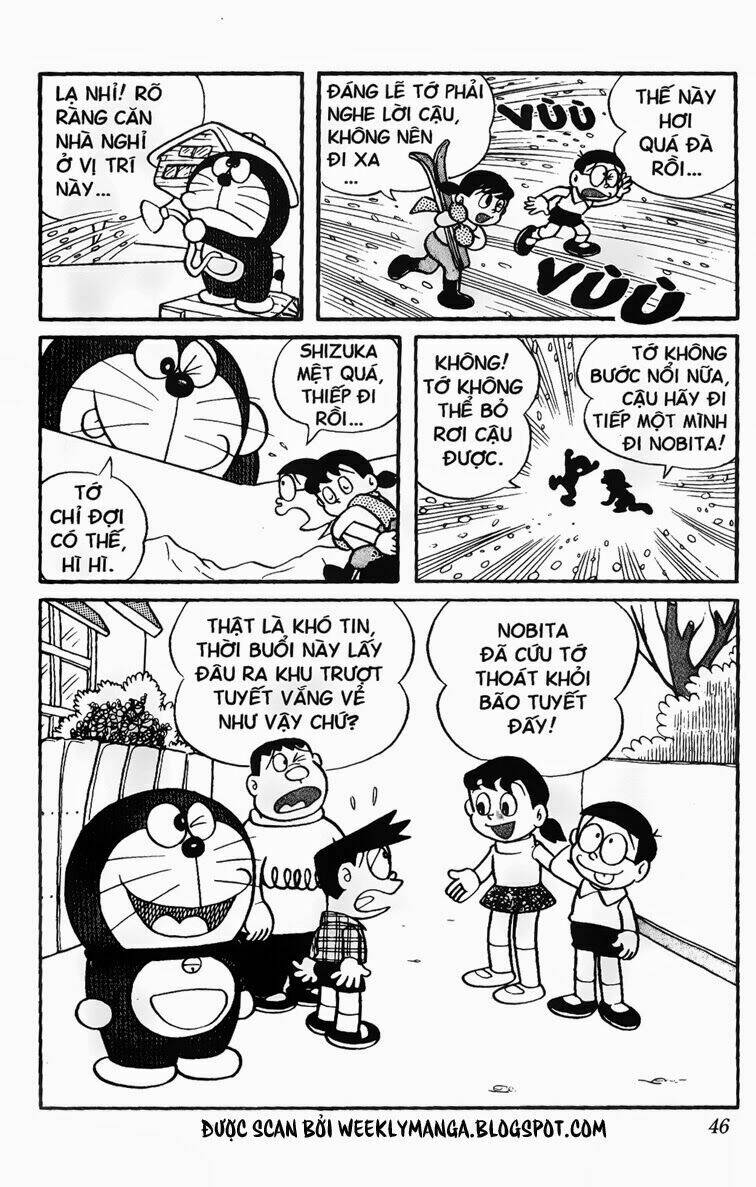 LẠ NHỈ! RÕ
RÀNG CĂN
NHÀ NGHỈ
Ở VỊ TRÍ
NÀY...
ĐÁNG LẼ TỚ PHẢI
NGHE LỜI CẬU,
KHÔNG NÊN
ĐI XA
...
VÙÙ
THẾ NÀY
HƠI
QUÁ ĐÀ
RỒI...
VÙÙ
SHIZUKA
MỆT QUÁ,
THIẾP ĐI
RỒI...
TỚ
CHỈ ĐỢI
CÓ THẾ,
HÌ HÌ.
KHÔNG!
TỚ KHÔNG
THỂ BỎ
RƠI CẬU
ĐƯỢC.
TỚ KHÔNG
BƯỚC NỔI NỮA,
CẬU HÃY ĐI
TIẾP MỘT MÌNH
ĐI NOBITA!
THẬT LÀ KHÓ TIN,
THỜI BUỔI NÀY LẤY
ĐÂU RA KHU TRƯỢT
TUYẾT VẮNG VẺ
NHƯ VẬY CHỨ?
NOBITA
ĐÃ CỨU TỚ
THOÁT KHỎI
BÃO TUYẾT
ĐẤY!
ĐƯỢC SCAN BỞI WEEKLYMANGA.BLOGSPOT.COM
46